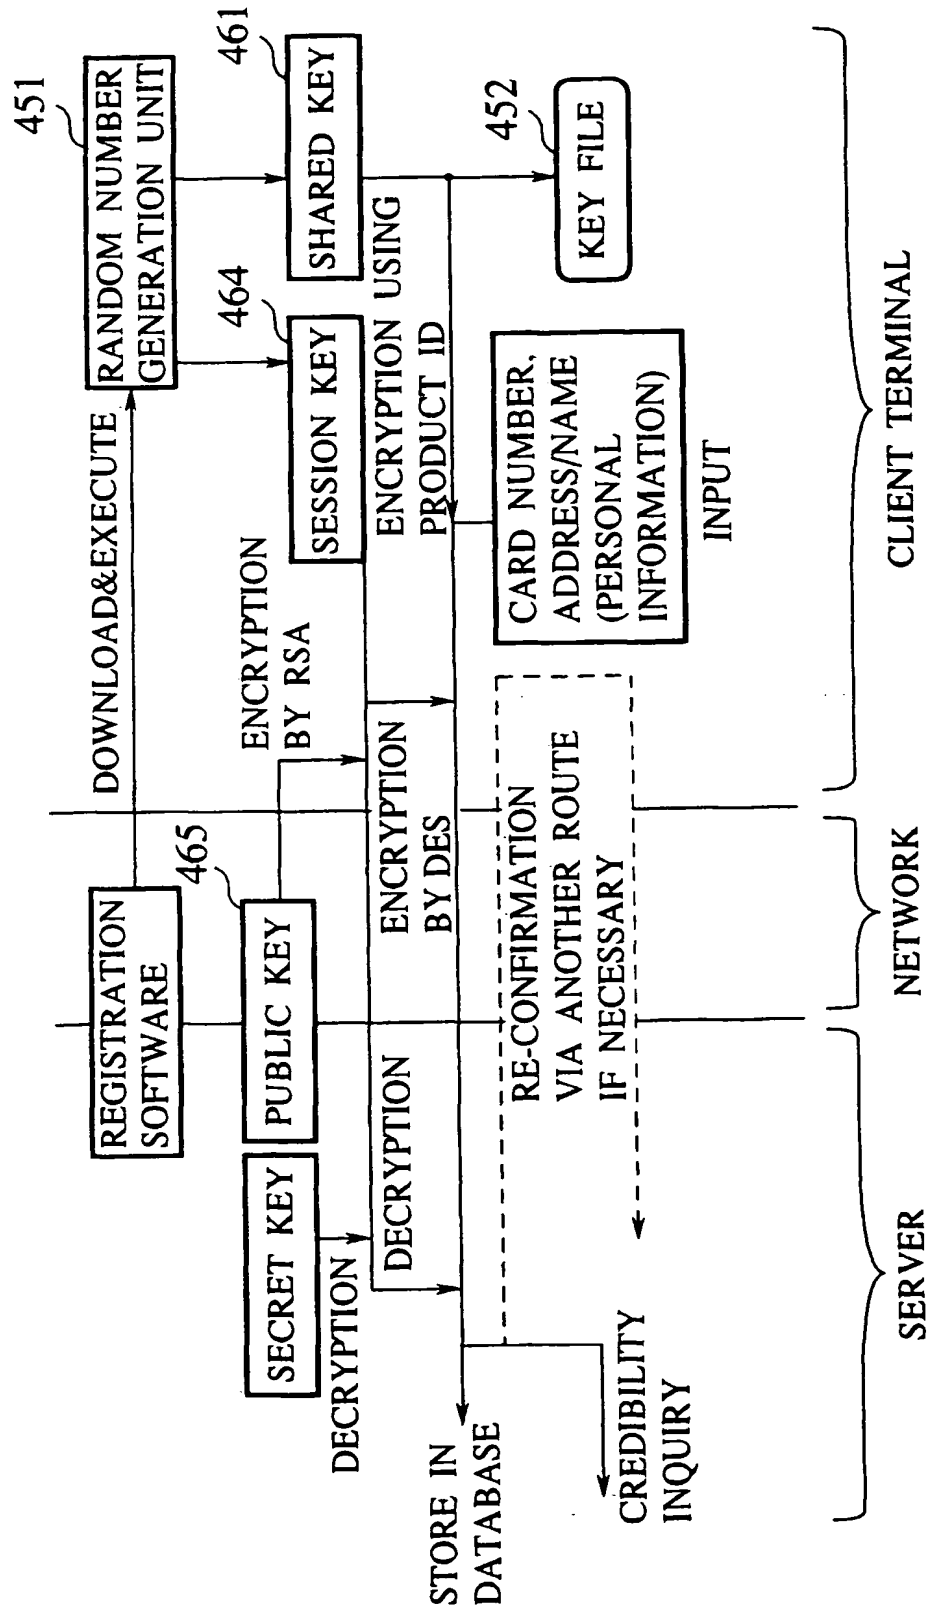 REGISTRATION
SOFTWARE
DOWNLOAD&EXECUTE
451
RANDOM NUMBER
GENERATION UNIT
SECRET KEY
465
PUBLIC KEY
ENCRYPTION
BY RSA
464
SESSION KEY
461
SHARED KEY
DECRYPTION
DECRYPTION
ENCRYPTION
BY DES
ENCRYPTION USING
PRODUCT ID
STORE IN
DATABASE
452
KEY FILE
CARD NUMBER,
ADDRESS/NAME
(PERSONAL
INFORMATION)
INPUT
RE-CONFIRMATION
VIA ANOTHER ROUTE
IF NECESSARY
CREDIBILITY
INQUIRY
SERVER
NETWORK
CLIENT TERMINAL